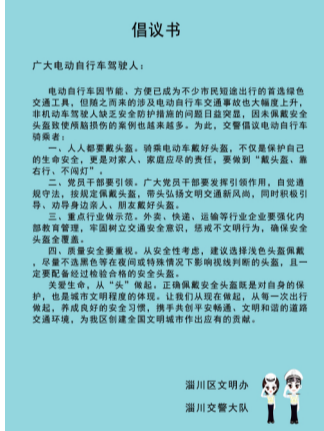 倡议书
广大电动自行车驾驶人：
电动自行车因节能、方便已成为不少市民短途出行的首选绿色
交通工具，但随之而来的涉及电动自行车交通事故也大幅度上升，
非机动车驾驶人缺乏安全防护措施的问题日益突显，因未佩戴安全
头盔致使颅脑损伤的案例也越来越多。为此，交警倡议电动自行车
骑乘者：
一、人人都要戴头盔。骑乘电动车戴好头盔，不仅是保护自己
的生命安全，更是对家人、家庭应尽的责任，要做到“戴头盔、靠
右行、不闯灯”，
二、党员干部要引领。广大党员干部要发挥引领作用，自觉遵
规守法，按规定佩戴头盔，带头弘扬文明交通新风尚，同时积极引
导、劝导身边亲人、朋友戴好头盔。
三、重点行业做示范。外卖、快递、运输等行业企业要强化内
部教育管理，牢固树立交通安全意识，惩戒不文明行为，确保安全
头盔全覆盖。
四、质量安全要重视。从安全性考虑，建议选择浅色头盔佩戴
，尽量不选黑色等在夜间或特殊情况下影响视线判断的头盔，且一
定要配备经过检验合格的安全头盔。
关爱生命，从“头”做起。正确佩戴安全头盔既是对自身的保
护，也是城市文明程度的体现。让我们从现在做起，从每一次出行
做起，养成良好的安全习惯，携手共创平安畅通、文明和谐的道路
交通环境，为我区创建全国文明城市作出应有的贡献。
淄川区文明办
淄川交警大队